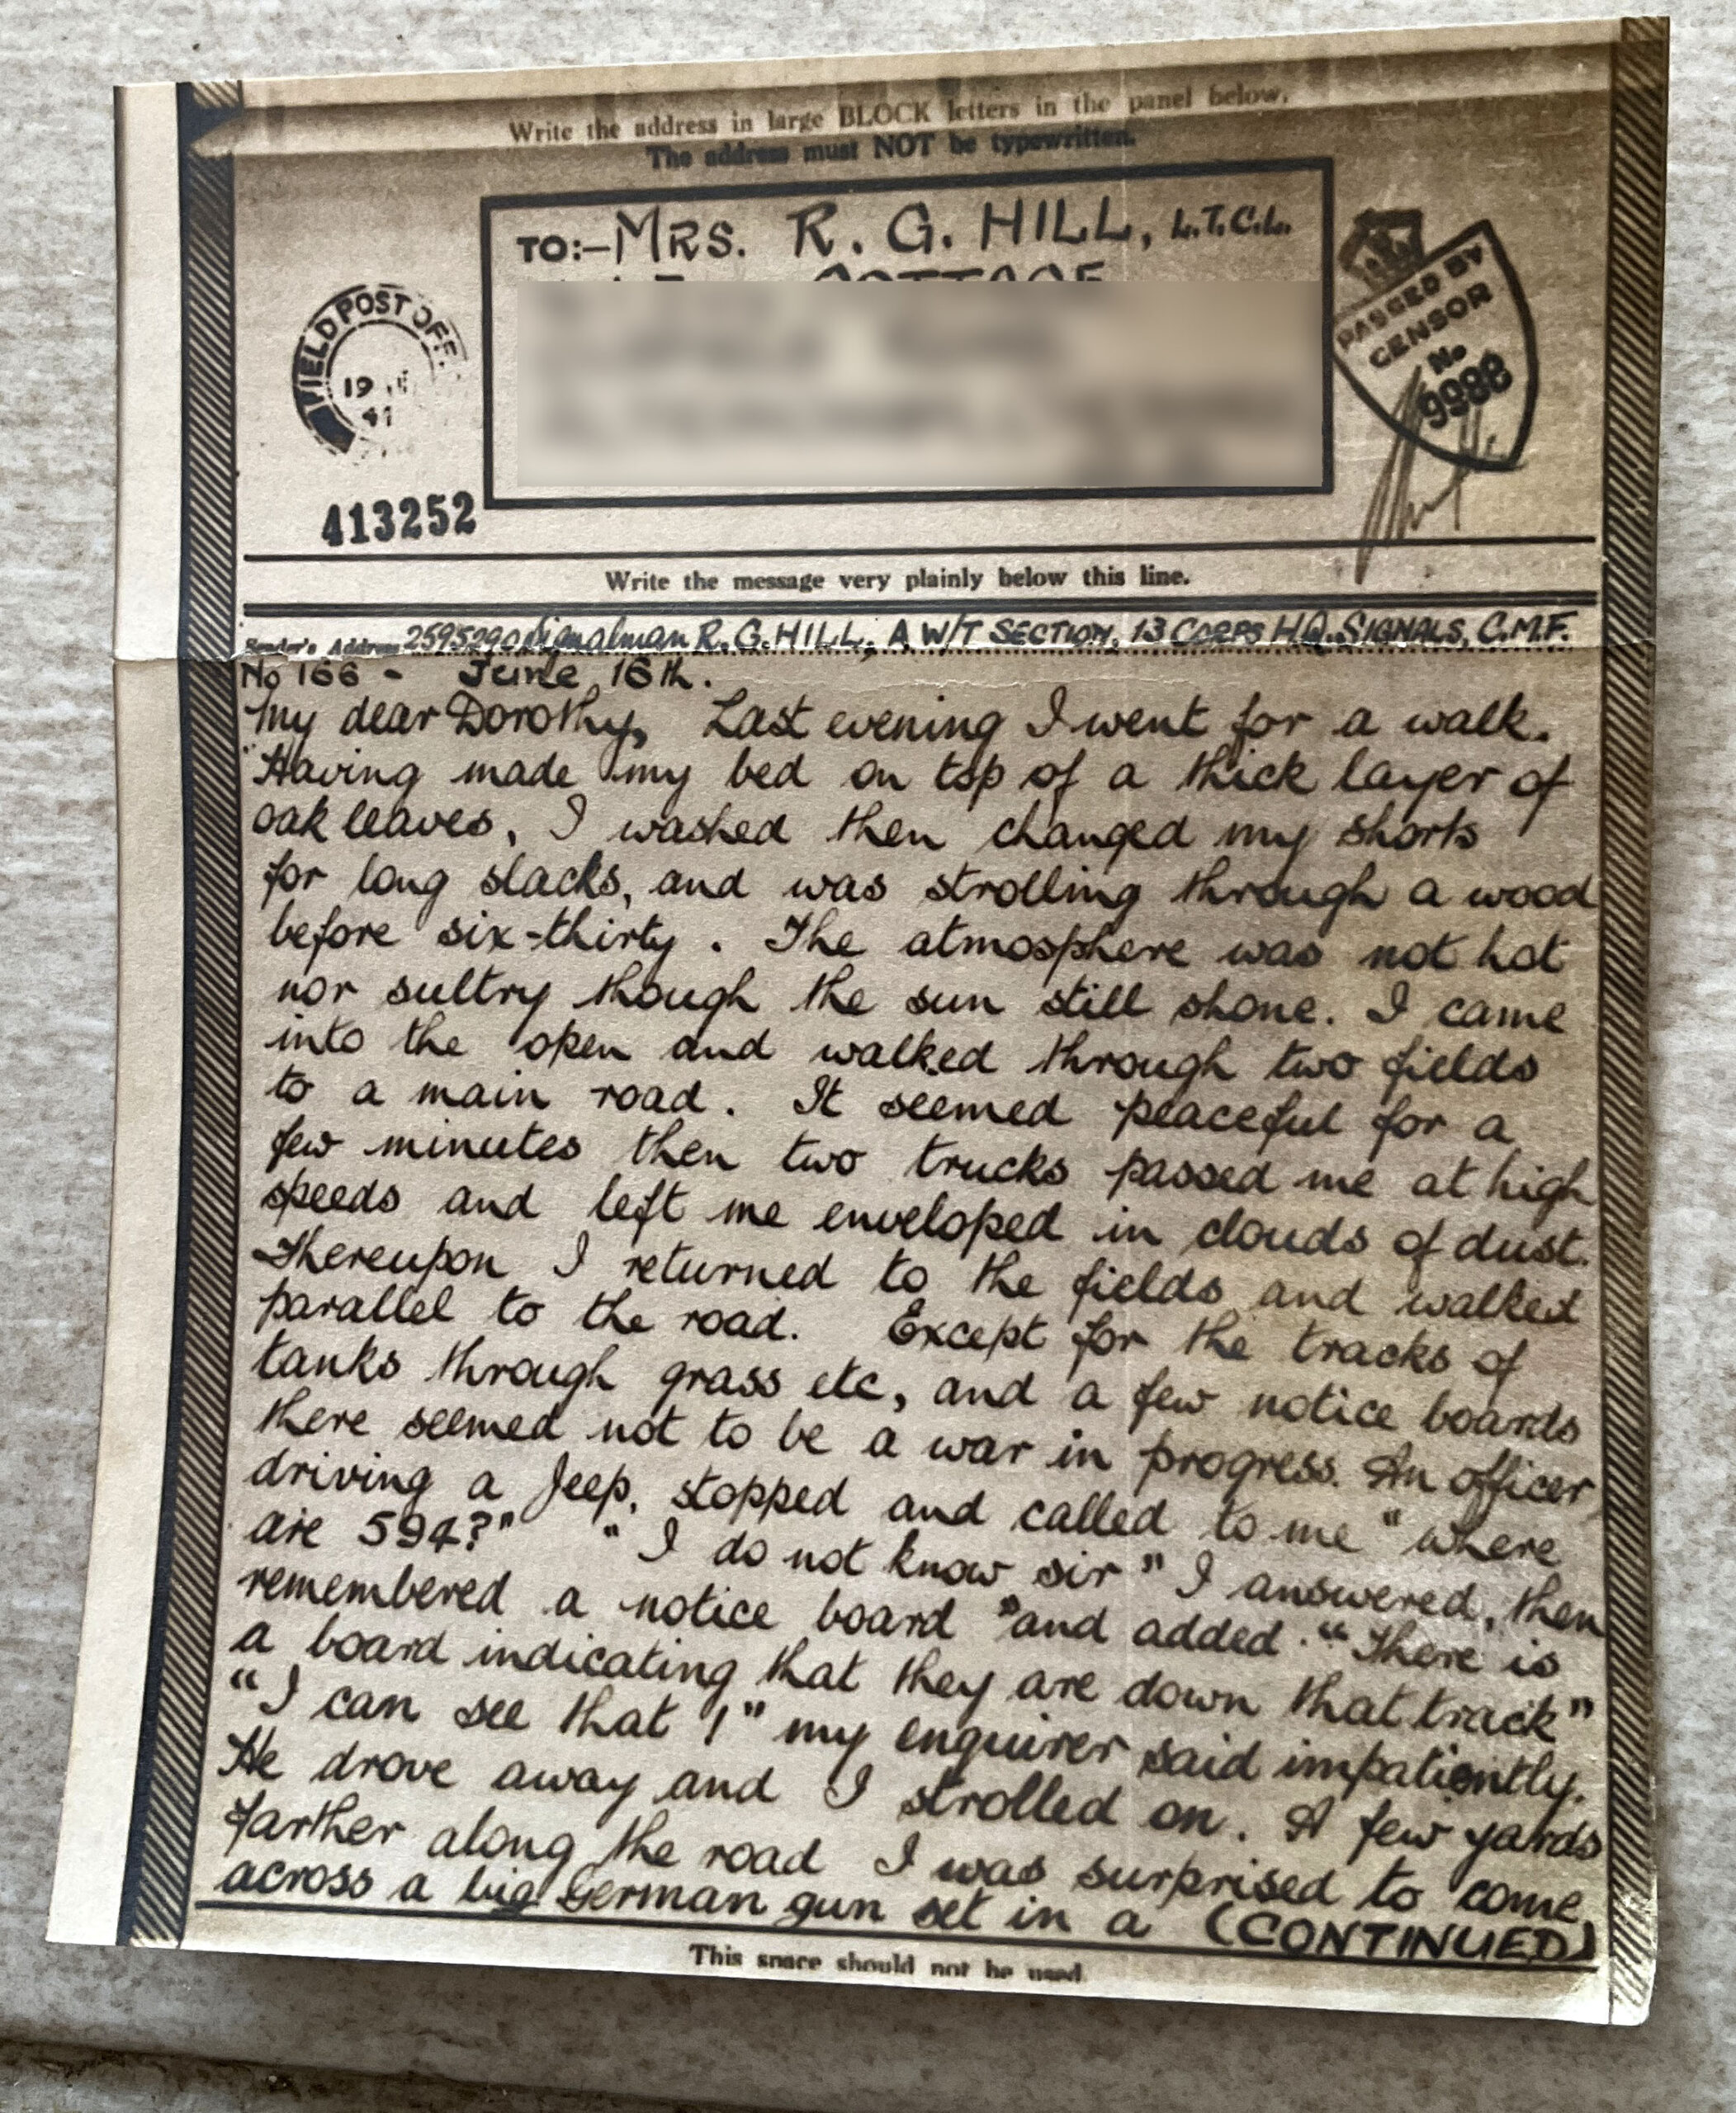 Write the address in large BLOCK letters in the panel below.
The address must NOT be typewritten.
TO:- MRS. R. G. HILL, L.T.C.L.
COTTAGE
FIELD POST OFF
19
PASSED BY
CENSOR
No
9988
413252
Write the message very plainly below this line.
Sender's Address 2595290 Signalman R. G. HILL, A W/T SECTION, 13 CORPS H.Q. SIGNALS, C.M.F.
No 166 - June 16th.
My dear Dorothy, Last evening I went for a walk.
Having made my bed on top of a thick layer of
oak leaves, I washed then changed my shorts
for long slacks, and was strolling through a wood
before six-thirty. The atmosphere was not hot
nor sultry though the sun still shone. I came
into the open and walked through two fields
to a main road. It seemed peaceful for a
few minutes then two trucks passed me at high
speeds and left me enveloped in clouds of dust.
Thereupon I returned to the fields and walked
parallel to the road. Except for the tracks of
tanks through grass etc, and a few notice boards
there seemed not to be a war in progress. An officer,
driving a Jeep, stopped and called to me "where
are 594?" "I do not know sir" I answered, then
remembered a notice board "and added. "There is
a board indicating that they are down that track"
"I can see that !" my enquirer said impatiently.
He drove away and I strolled on. A few yards
farther along the road I was surprised to come
across a big German gun set in a (CONTINUED)
This space should not be used